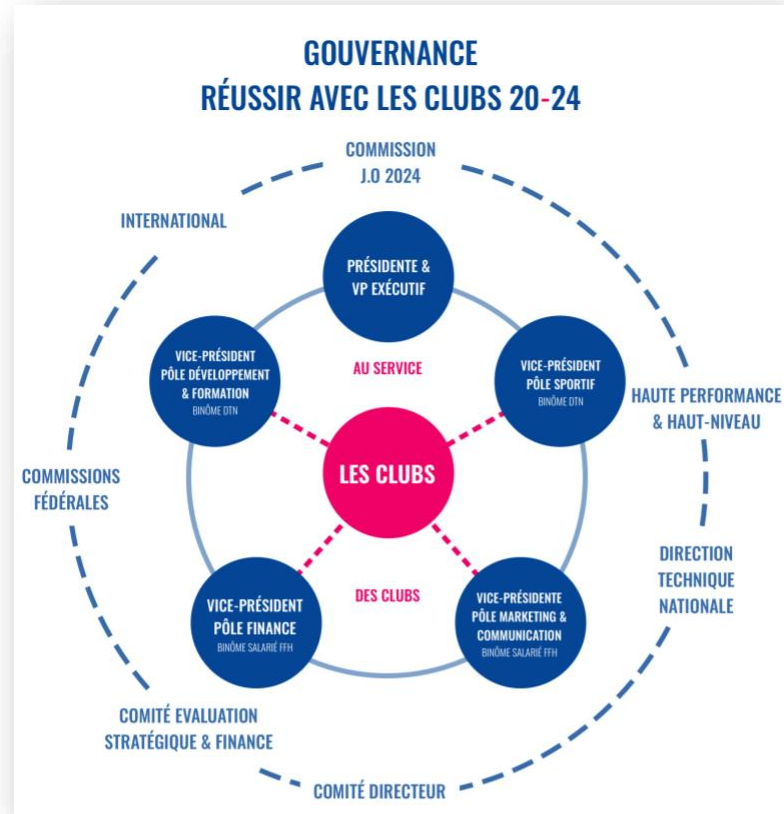 GOUVERNANCE
RÉUSSIR AVEC LES CLUBS 20-24
COMMISSION
J.O 2024
INTERNATIONAL
PRÉSIDENTE &
VP EXÉCUTIF
VICE-PRÉSIDENT
PÔLE DÉVELOPPEMENT
& FORMATION
BINÔME DTN
AU SERVICE
VICE-PRÉSIDENT
PÔLE SPORTIF
BINÔME DTN
HAUTE PERFORMANCE
& HAUT-NIVEAU
LES CLUBS
COMMISSIONS
FÉDÉRALES
DIRECTION
TECHNIQUE
NATIONALE
VICE-PRÉSIDENT
PÔLE FINANCE
BINÔME SALARIÉ FFH
DES CLUBS
VICE-PRÉSIDENTE
PÔLE MARKETING &
COMMUNICATION
BINÔME SALARIÉ FFH
COMITÉ EVALUATION
STRATÉGIQUE & FINANCE
COMITÉ DIRECTEUR